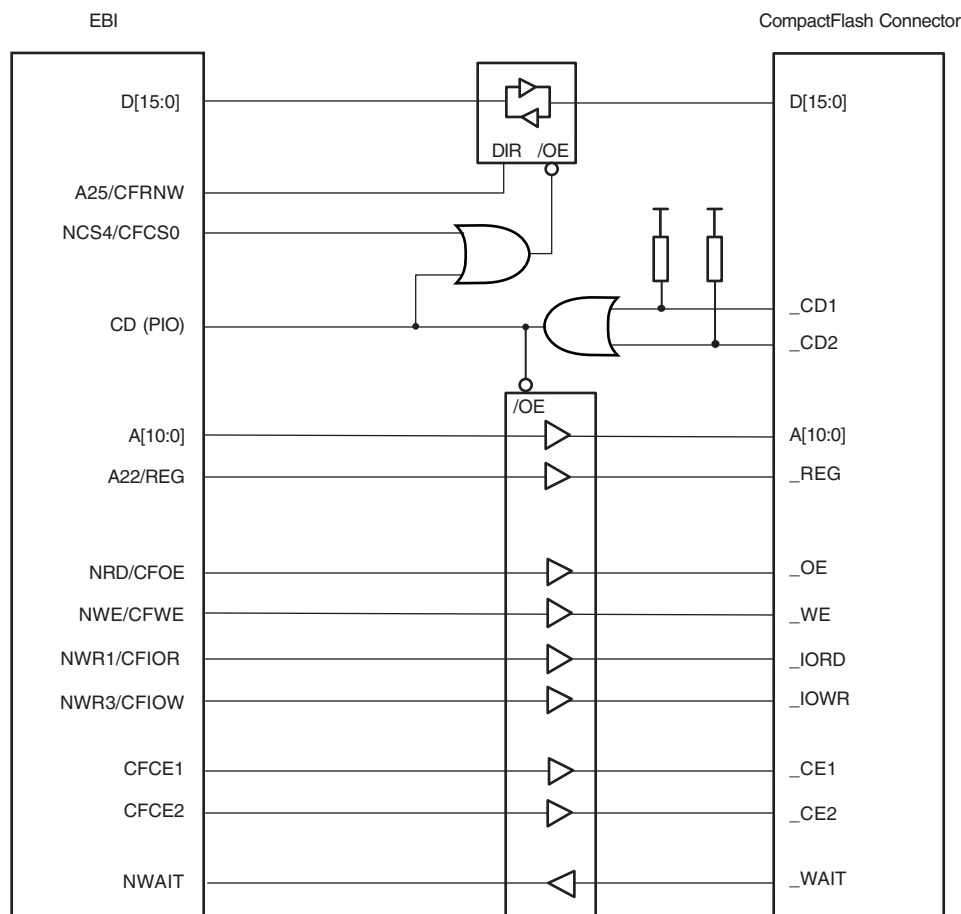 EBI
CompactFlash Connector
D[15:0]
D[15:0]
DIR /OE
A25/CFRNW
NCS4/CFCS0
_CD1
CD (PIO)
_CD2
/OE
A[10:0]
A[10:0]
A22/REG
_REG
NRD/CFOE
_OE
NWE/CFWE
_WE
NWR1/CFIOR
_IORD
NWR3/CFIOW
_IOWR
CFCE1
_CE1
CFCE2
_CE2
NWAIT
_WAIT